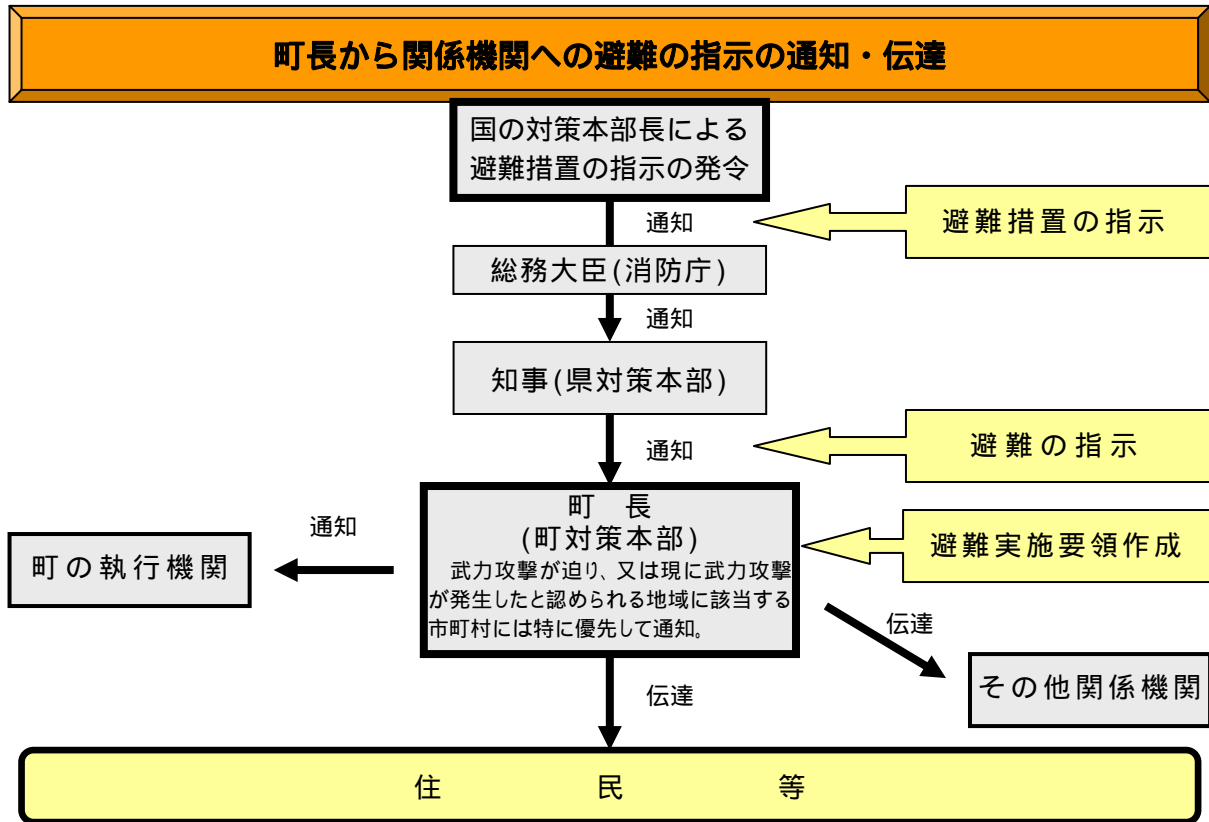 町長から関係機関への避難の指示の通知・伝達
国の対策本部長による
避難措置の指示の発令
通知
避難措置の指示
総務大臣(消防庁)
通知
知事(県対策本部)
通知
避難の指示
町 長
(町対策本部)
武力攻撃が迫り、又は現に武力攻撃
が発生したと認められる地域に該当する
市町村には特に優先して通知。
避難実施要領作成
通知
町の執行機関
伝達
その他関係機関
伝達
住 民 等